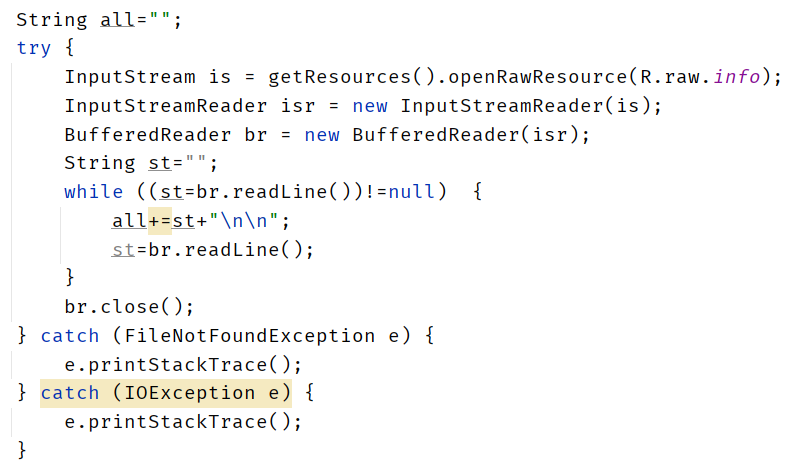 String all="";
try {
    InputStream is = getResources().openRawResource(R.raw.info);
    InputStreamReader isr = new InputStreamReader(is);
    BufferedReader br = new BufferedReader(isr);
    String st="";
    while ((st=br.readLine())!=null)  {
        all+=st+"\n\n";
        st=br.readLine();
    }
    br.close();
} catch (FileNotFoundException e) {
    e.printStackTrace();
} catch (IOException e) {
    e.printStackTrace();
}